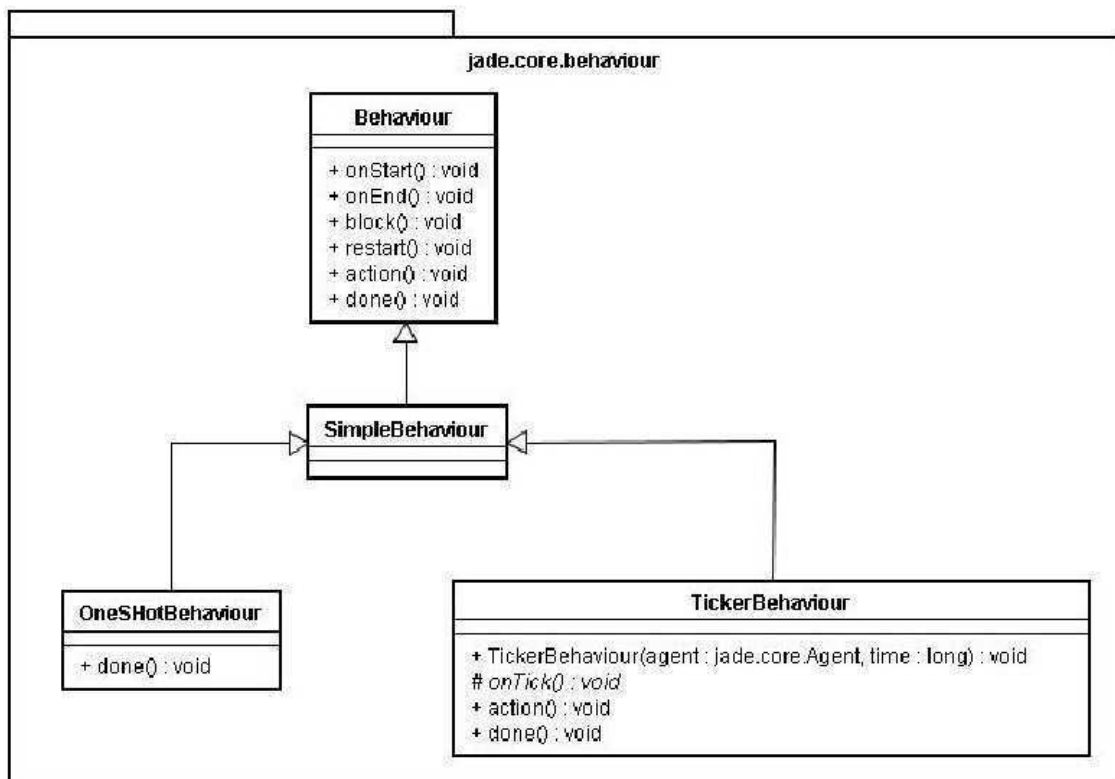 jade.core.behaviour
Behaviour
+ onStart() : void
+ onEnd() : void
+ block() : void
+ restart() : void
+ action() : void
+ done() : void
SimpleBehaviour
OneSHotBehaviour
+ done() : void
TickerBehaviour
+ TickerBehaviour(agent : jade.core.Agent, time : long) : void
# onTick() : void
+ action() : void
+ done() : void